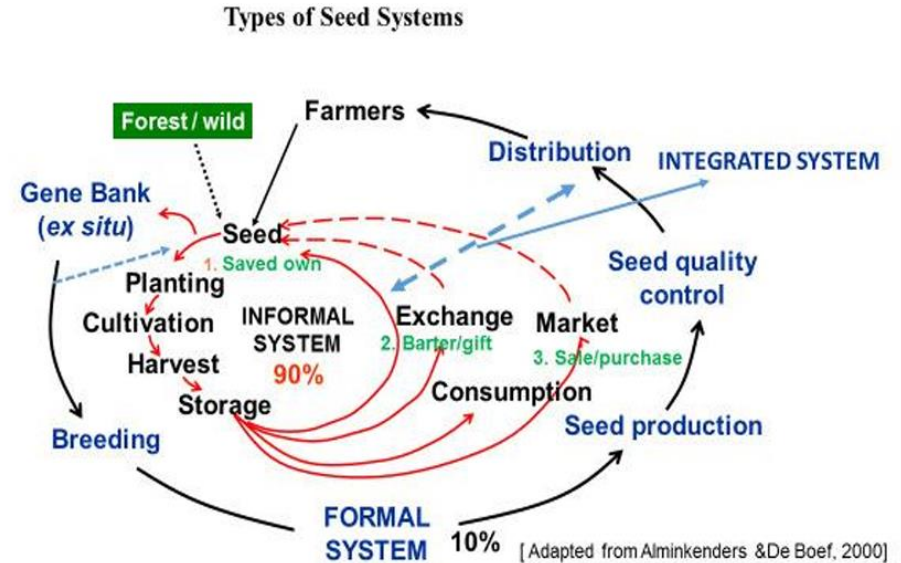 Types of Seed Systems
Forest / wild
Farmers
Distribution
INTEGRATED SYSTEM
Gene Bank
(ex situ)
Seed
1. Saved own
Planting
Seed quality
control
Cultivation
INFORMAL
SYSTEM
90%
Exchange
2. Barter/gift
Market
3. Sale/purchase
Harvest
Storage
Consumption
Breeding
Seed production
FORMAL
SYSTEM
10%
[ Adapted from Alminkenders &De Boef, 2000]